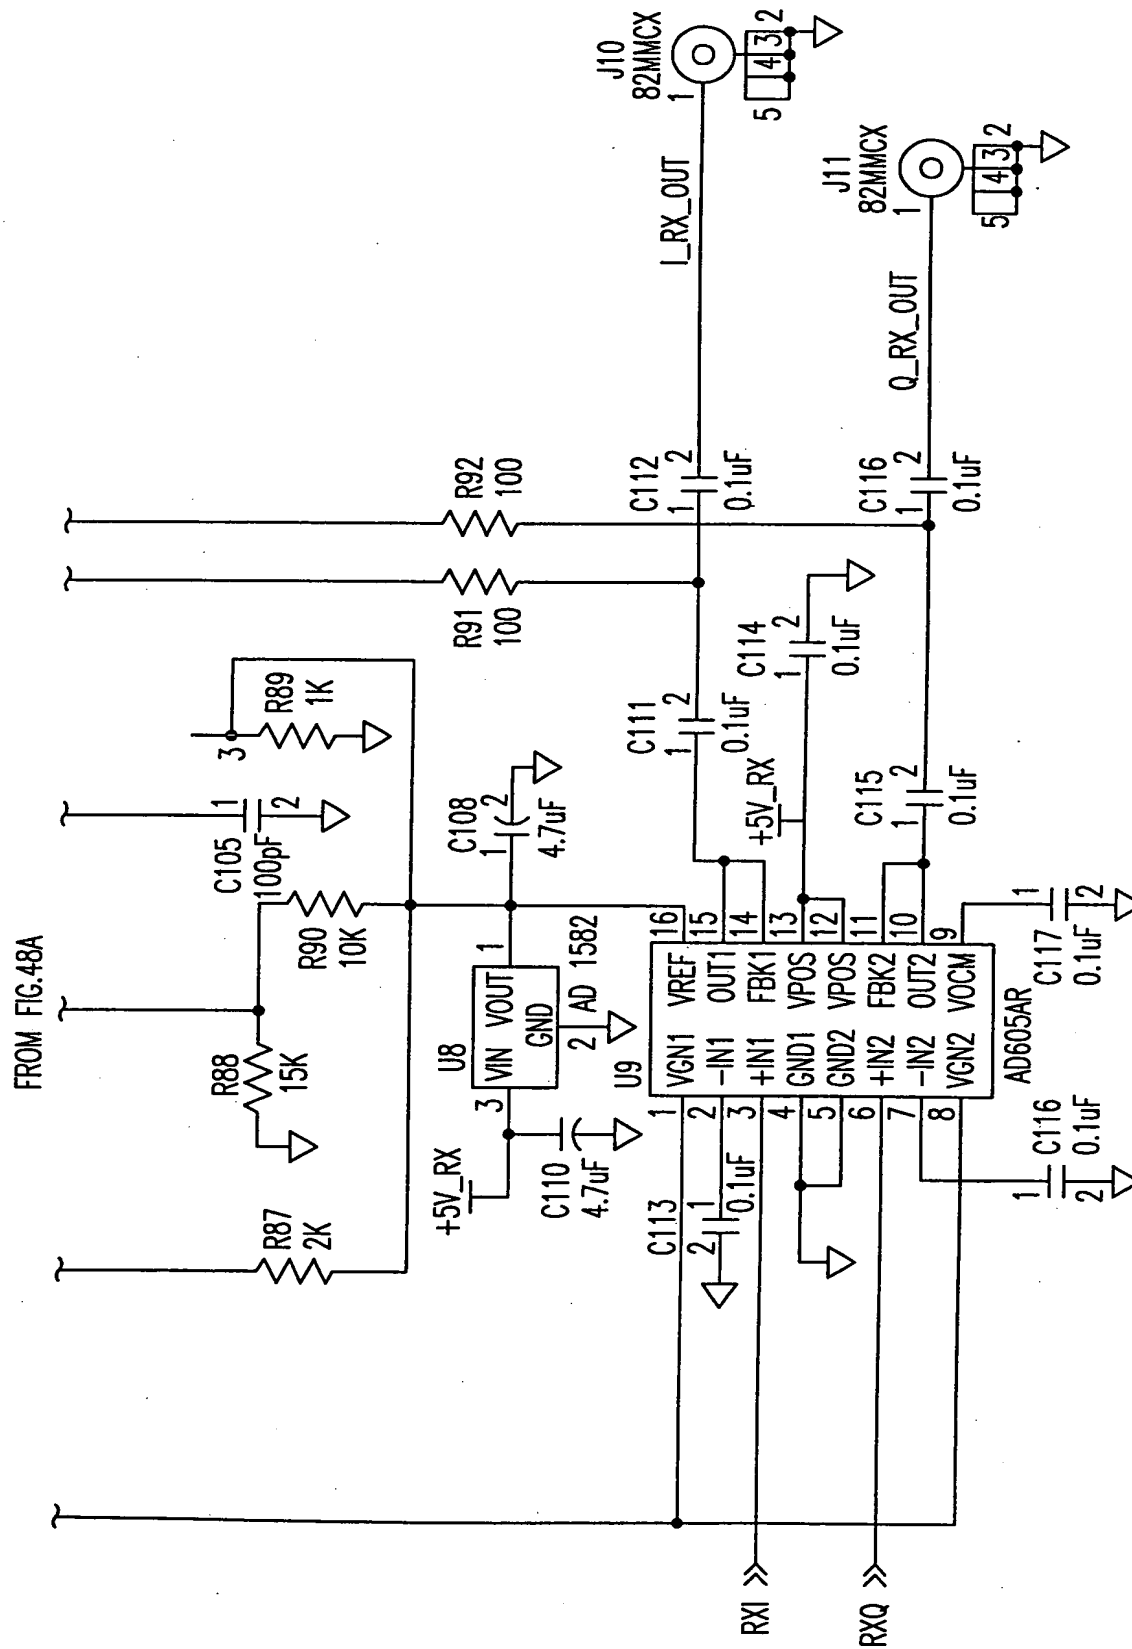 FROM FIG.48A
R87
2K
R88
15K
R90
10K
C105
100pF
1
2
3
R89
1K
R91
100
R92
100
+5V_RX
C110
4.7uF
U8
3
VIN
VOUT
1
GND
2
AD 1582
C108
1
2
4.7uF
J10
82MMCX
1
2
3
4
5
I_RX_OUT
C112
1
2
0.1uF
C111
1
2
0.1uF
J11
82MMCX
1
2
3
4
5
Q_RX_OUT
C116
1
2
0.1uF
C115
1
2
0.1uF
+5V_RX
C114
1
2
0.1uF
U9
1
VGN1
VREF
16
2
-IN1
OUT1
15
3
+IN1
FBK1
14
4
GND1
VPOS
13
5
GND2
VPOS
12
6
+IN2
FBK2
11
7
-IN2
OUT2
10
8
VGN2
VOCM
9
AD605AR
C113
2
1
0.1uF
RXI
RXQ
C116
0.1uF
1
2
C117
0.1uF
1
2